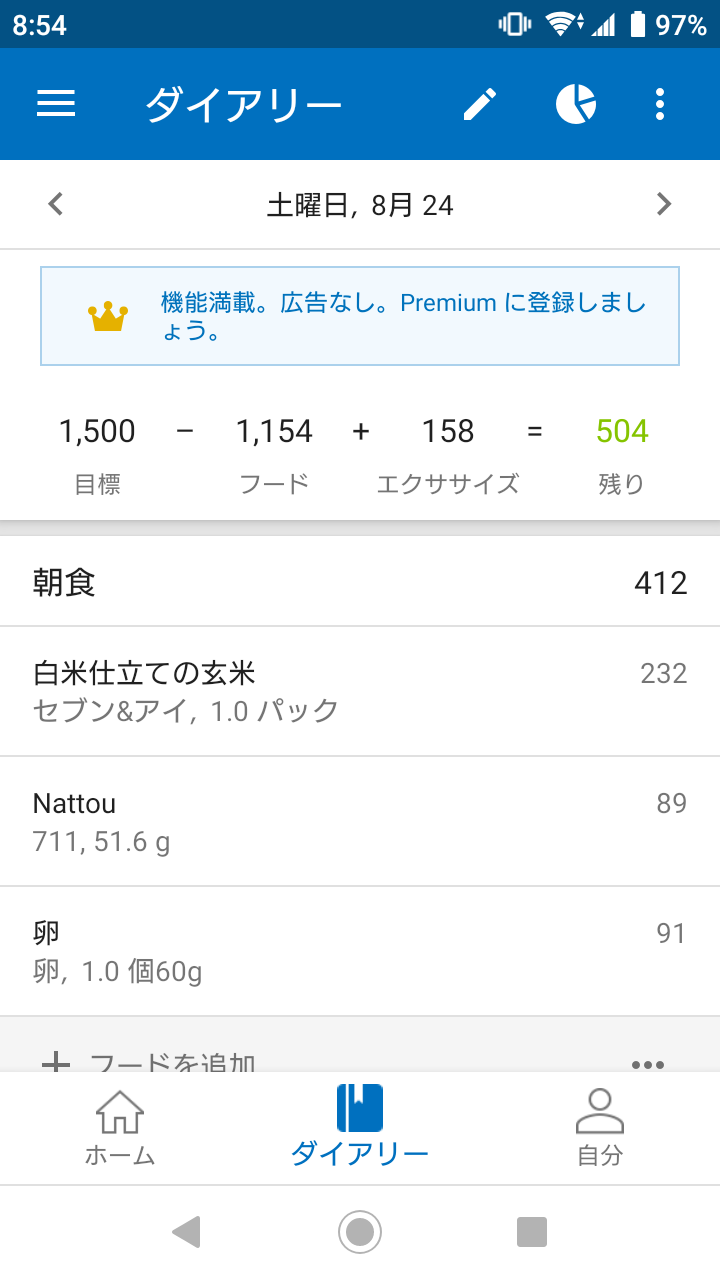 8:54 97%
ダイアリー
土曜日, 8月 24
機能満載。広告なし。Premium に登録しまし
ょう。
1,500 − 1,154 + 158 = 504
目標 フード エクササイズ 残り
朝食 412
白米仕立ての玄米 232
セブン&アイ, 1.0 パック
Nattou 89
711, 51.6 g
卵 91
卵, 1.0 個60g
+ フードを追加
ホーム ダイアリー 自分